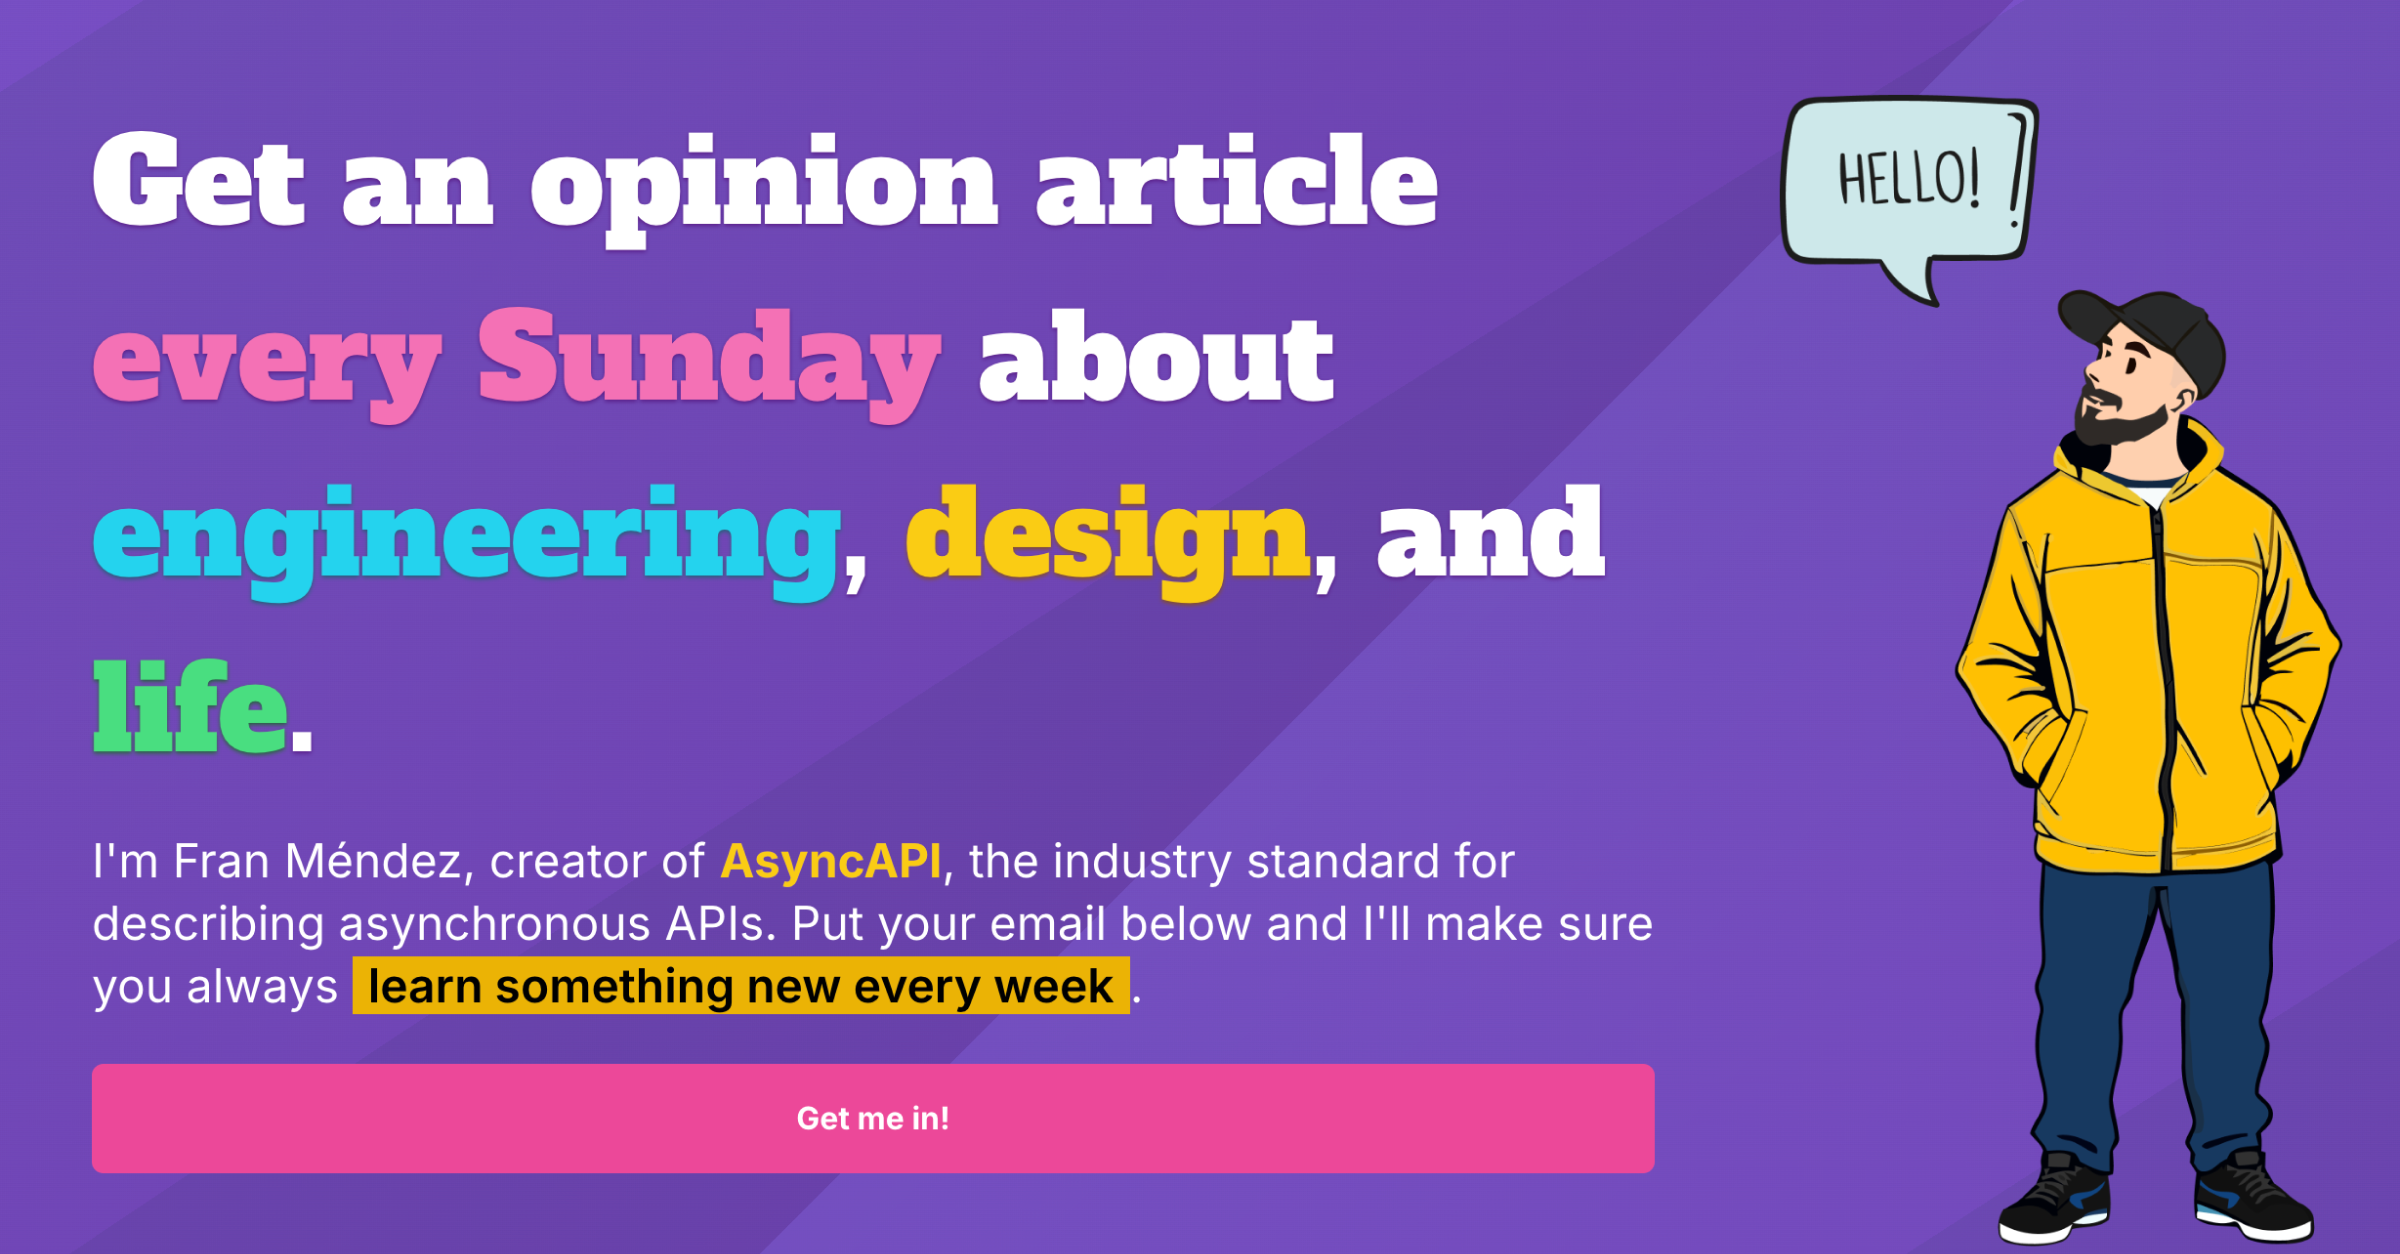 Get an opinion article
every Sunday about
engineering, design, and
life.
HELLO!
I'm Fran Méndez, creator of AsyncAPI, the industry standard for
describing asynchronous APIs. Put your email below and I'll make sure
you always learn something new every week.
Get me in!